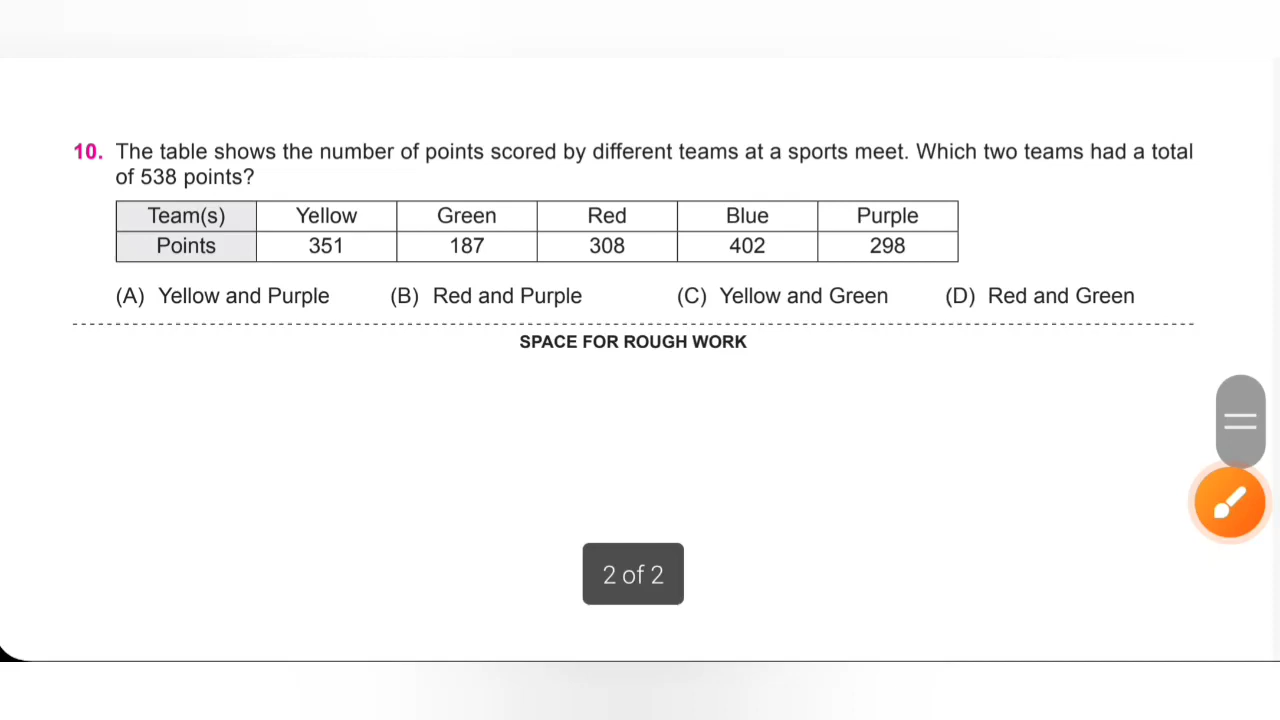 10. The table shows the number of points scored by different teams at a sports meet. Which two teams had a total
of 538 points?
Team(s) Yellow Green Red Blue Purple
Points 351 187 308 402 298
(A) Yellow and Purple (B) Red and Purple (C) Yellow and Green (D) Red and Green
SPACE FOR ROUGH WORK
2 of 2